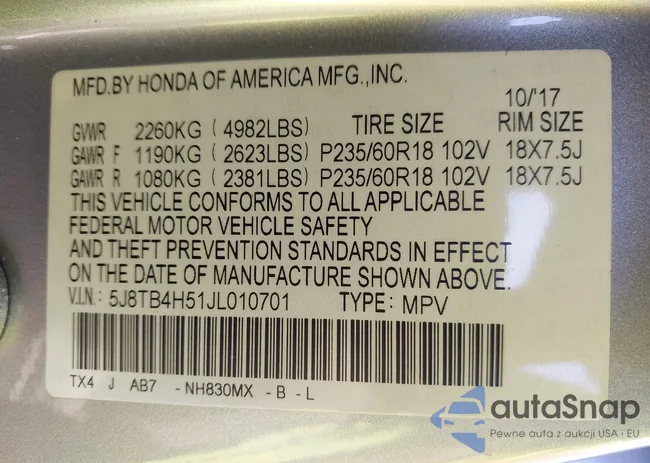 MFD.BY HONDA OF AMERICA MFG.,INC.
10/'17
GVWR 2260KG ( 4982LBS) TIRE SIZE RIM SIZE
GAWR F 1190KG ( 2623LBS) P235/60R18 102V 18X7.5J
GAWR R 1080KG ( 2381LBS) P235/60R18 102V 18X7.5J
THIS VEHICLE CONFORMS TO ALL APPLICABLE
FEDERAL MOTOR VEHICLE SAFETY
AND THEFT PREVENTION STANDARDS IN EFFECT
ON THE DATE OF MANUFACTURE SHOWN ABOVE.
V.I.N.: 5J8TB4H51JL010701 TYPE: MPV
TX4 J AB7 -NH830MX -B -L
autaSnap
Pewne auta z aukcji USA i EU